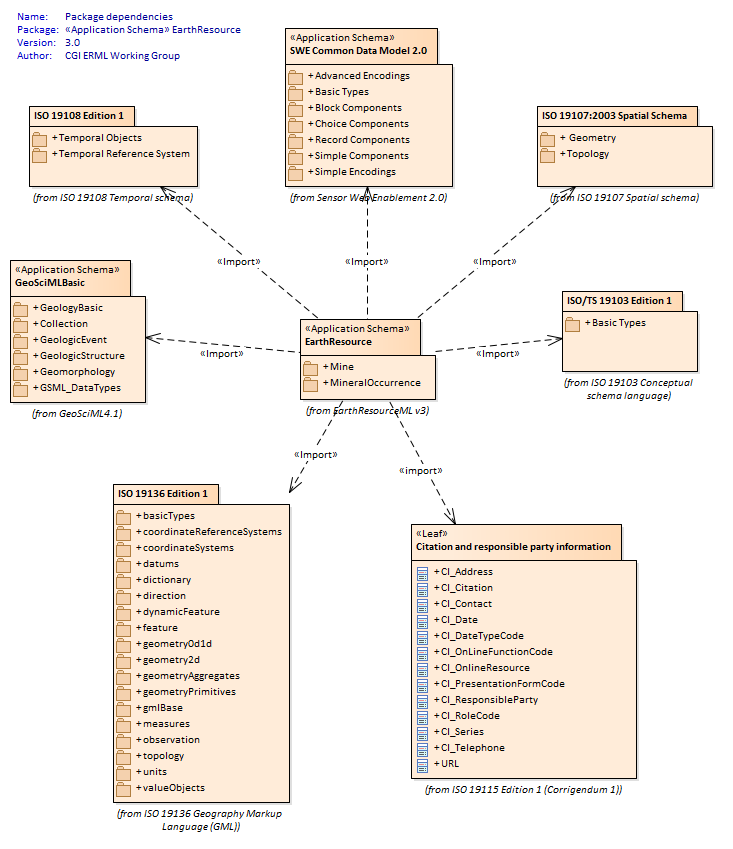 Name: Package dependencies
Package: «Application Schema» EarthResource
Version: 3.0
Author: CGI ERML Working Group
«Application Schema»
SWE Common Data Model 2.0
+Advanced Encodings
+Basic Types
+Block Components
+Choice Components
+Record Components
+Simple Components
+Simple Encodings
(from Sensor Web Enablement 2.0)
ISO 19108 Edition 1
+Temporal Objects
+Temporal Reference System
(from ISO 19108 Temporal schema)
ISO 19107:2003 Spatial Schema
+ Geometry
+Topology
(from ISO 19107 Spatial schema)
«Import»
«Import»
«Import»
«Application Schema»
GeoSciMLBasic
+GeologyBasic
+Collection
+GeologicEvent
+GeologicStructure
+Geomorphology
+GSML_DataTypes
(from GeoSciML4.1)
«Import»
«Application Schema»
EarthResource
+Mine
+MineralOccurrence
(from EarthResourceML v3)
«Import»
ISO/TS 19103 Edition 1
+Basic Types
(from ISO 19103 Conceptual
schema language)
«Import»
«import»
ISO 19136 Edition 1
+basicTypes
+coordinateReferenceSystems
+coordinateSystems
+datums
+dictionary
+direction
+dynamicFeature
+feature
+geometry0d1d
+geometry2d
+geometryAggregates
+geometryPrimitives
+gmlBase
+measures
+observation
+topology
+units
+valueObjects
(from ISO 19136 Geography Markup
Language (GML))
«Leaf»
Citation and responsible party information
+CI_Address
+CI_Citation
+CI_Contact
+CI_Date
+CI_DateTypeCode
+CI_OnLineFunctionCode
+CI_OnlineResource
+CI_PresentationFormCode
+CI_ResponsibleParty
+CI_RoleCode
+CI_Series
+CI_Telephone
+URL
(from ISO 19115 Edition 1 (Corrigendum 1))